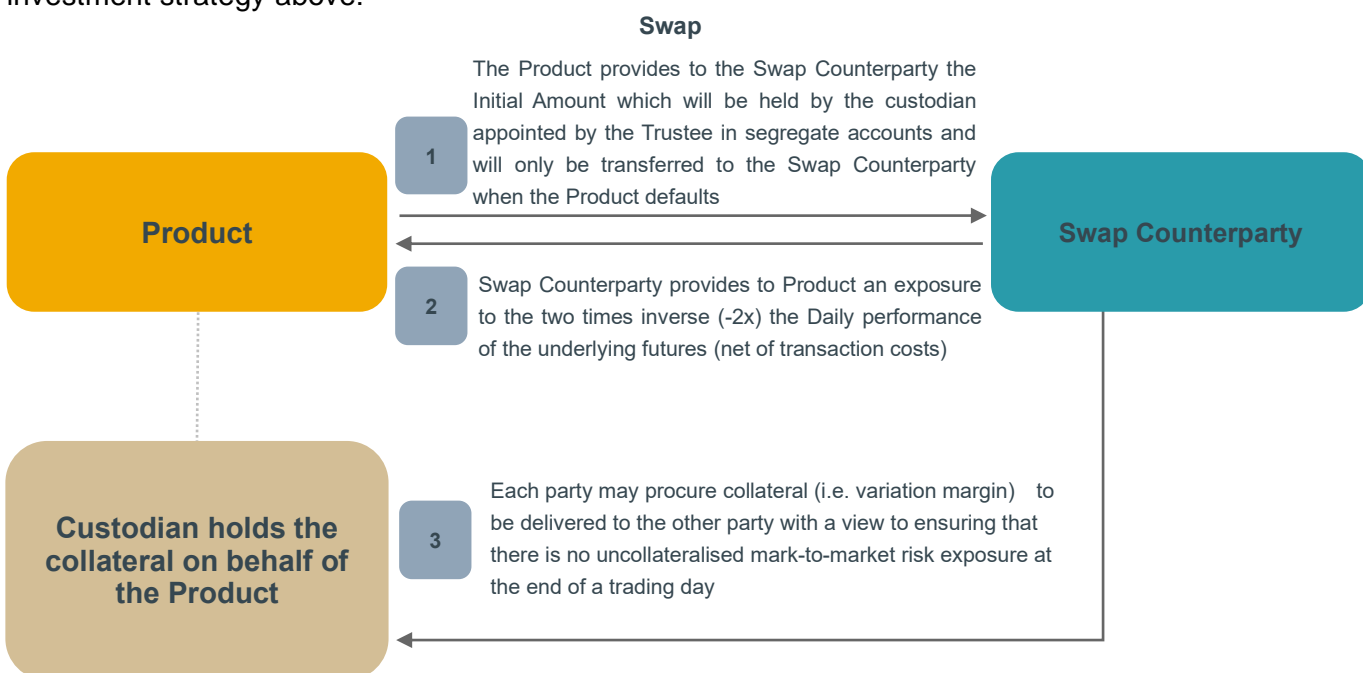 investment strategy above.
Swap
The Product provides to the Swap Counterparty the
Initial Amount which will be held by the custodian
appointed by the Trustee in segregate accounts and
will only be transferred to the Swap Counterparty
when the Product defaults
1
Product
Swap Counterparty
2
Swap Counterparty provides to Product an exposure
to the two times inverse (-2x) the Daily performance
of the underlying futures (net of transaction costs)
Custodian holds the
collateral on behalf of
the Product
3
Each party may procure collateral (i.e. variation margin) to
be delivered to the other party with a view to ensuring that
there is no uncollateralised mark-to-market risk exposure at
the end of a trading day